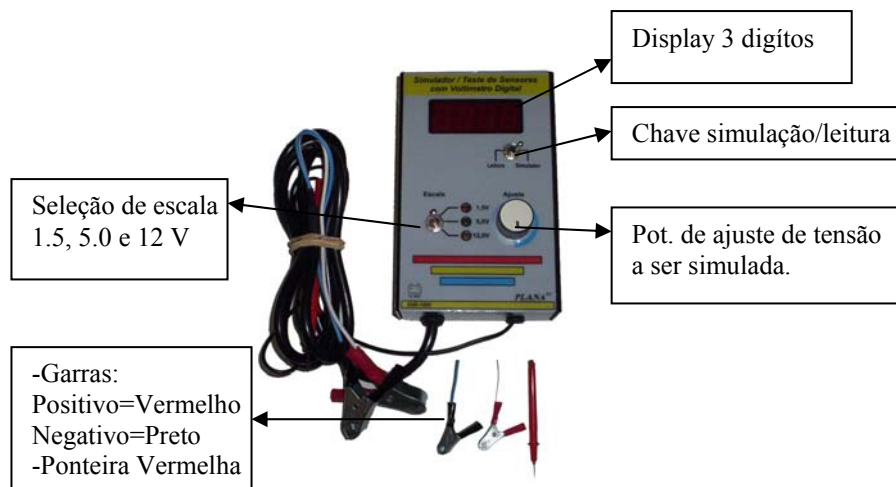 Display 3 digítos
Simulador / Teste de Sensores
com Voltímetro Digital
Chave simulação/leitura
Leitura Simulador
Seleção de escala
1.5, 5.0 e 12 V
Escala
Ajuste
1,5V
5,0V
12,0V
Pot. de ajuste de tensão
a ser simulada.
PLANA
-Garras:
Positivo=Vermelho
Negativo=Preto
-Ponteira Vermelha